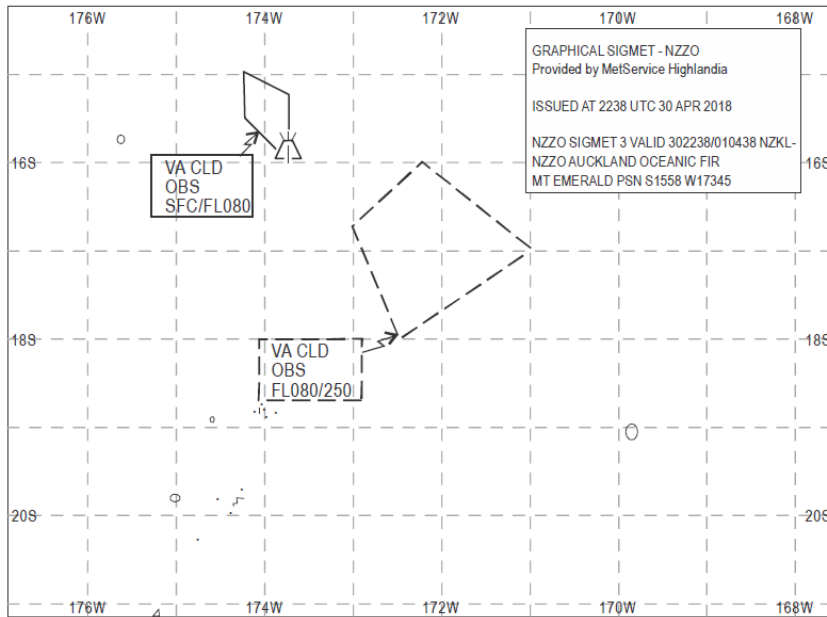 176W 174W 172W 170W 168W
GRAPHICAL SIGMET - NZZO
Provided by MetService Highlandia
ISSUED AT 2238 UTC 30 APR 2018
NZZO SIGMET 3 VALID 302238/010438 NZKL-
NZZO AUCKLAND OCEANIC FIR
MT EMERALD PSN S1558 W17345
16S 16S
VA CLD
OBS
SFC/FL080
18S 18S
VA CLD
OBS
FL080/250
20S 20S
176W 174W 172W 170W 168W